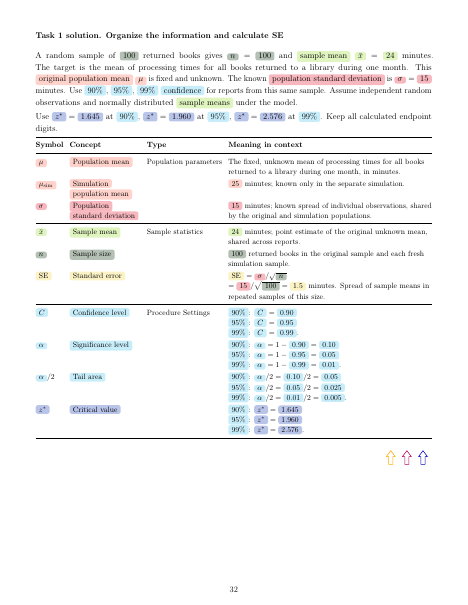 Task 1 solution. Organize the information and calculate SE
A random sample of 100 returned books gives n = 100 and sample mean x̄ = 24 minutes.
The target is the mean of processing times for all books returned to a library during one month. This
original population mean μ is fixed and unknown. The known population standard deviation is σ = 15
minutes. Use 90%, 95%, 99% confidence for reports from this same sample. Assume independent random
observations and normally distributed sample means under the model.
Use z* = 1.645 at 90%, z* = 1.960 at 95%, z* = 2.576 at 99%. Keep all calculated endpoint
digits.
Symbol Concept Type Meaning in context
μ Population mean Population parameters The fixed, unknown mean of processing times for all books
returned to a library during one month, in minutes.
μsim Simulation 25 minutes; known only in the separate simulation.
population mean
σ Population 15 minutes; known spread of individual observations, shared
standard deviation by the original and simulation populations.
x̄ Sample mean Sample statistics 24 minutes; point estimate of the original unknown mean,
shared across reports.
n Sample size 100 returned books in the original sample and each fresh
simulation sample.
SE Standard error SE = σ/√n
= 15/√100 = 1.5 minutes. Spread of sample means in
repeated samples of this size.
C Confidence level Procedure Settings 90%: C = 0.90
95%: C = 0.95
99%: C = 0.99.
α Significance level 90%: α = 1 − 0.90 = 0.10
95%: α = 1 − 0.95 = 0.05
99%: α = 1 − 0.99 = 0.01.
α/2 Tail area 90%: α/2 = 0.10/2 = 0.05
95%: α/2 = 0.05/2 = 0.025
99%: α/2 = 0.01/2 = 0.005.
z* Critical value 90%: z* = 1.645
95%: z* = 1.960
99%: z* = 2.576.
32